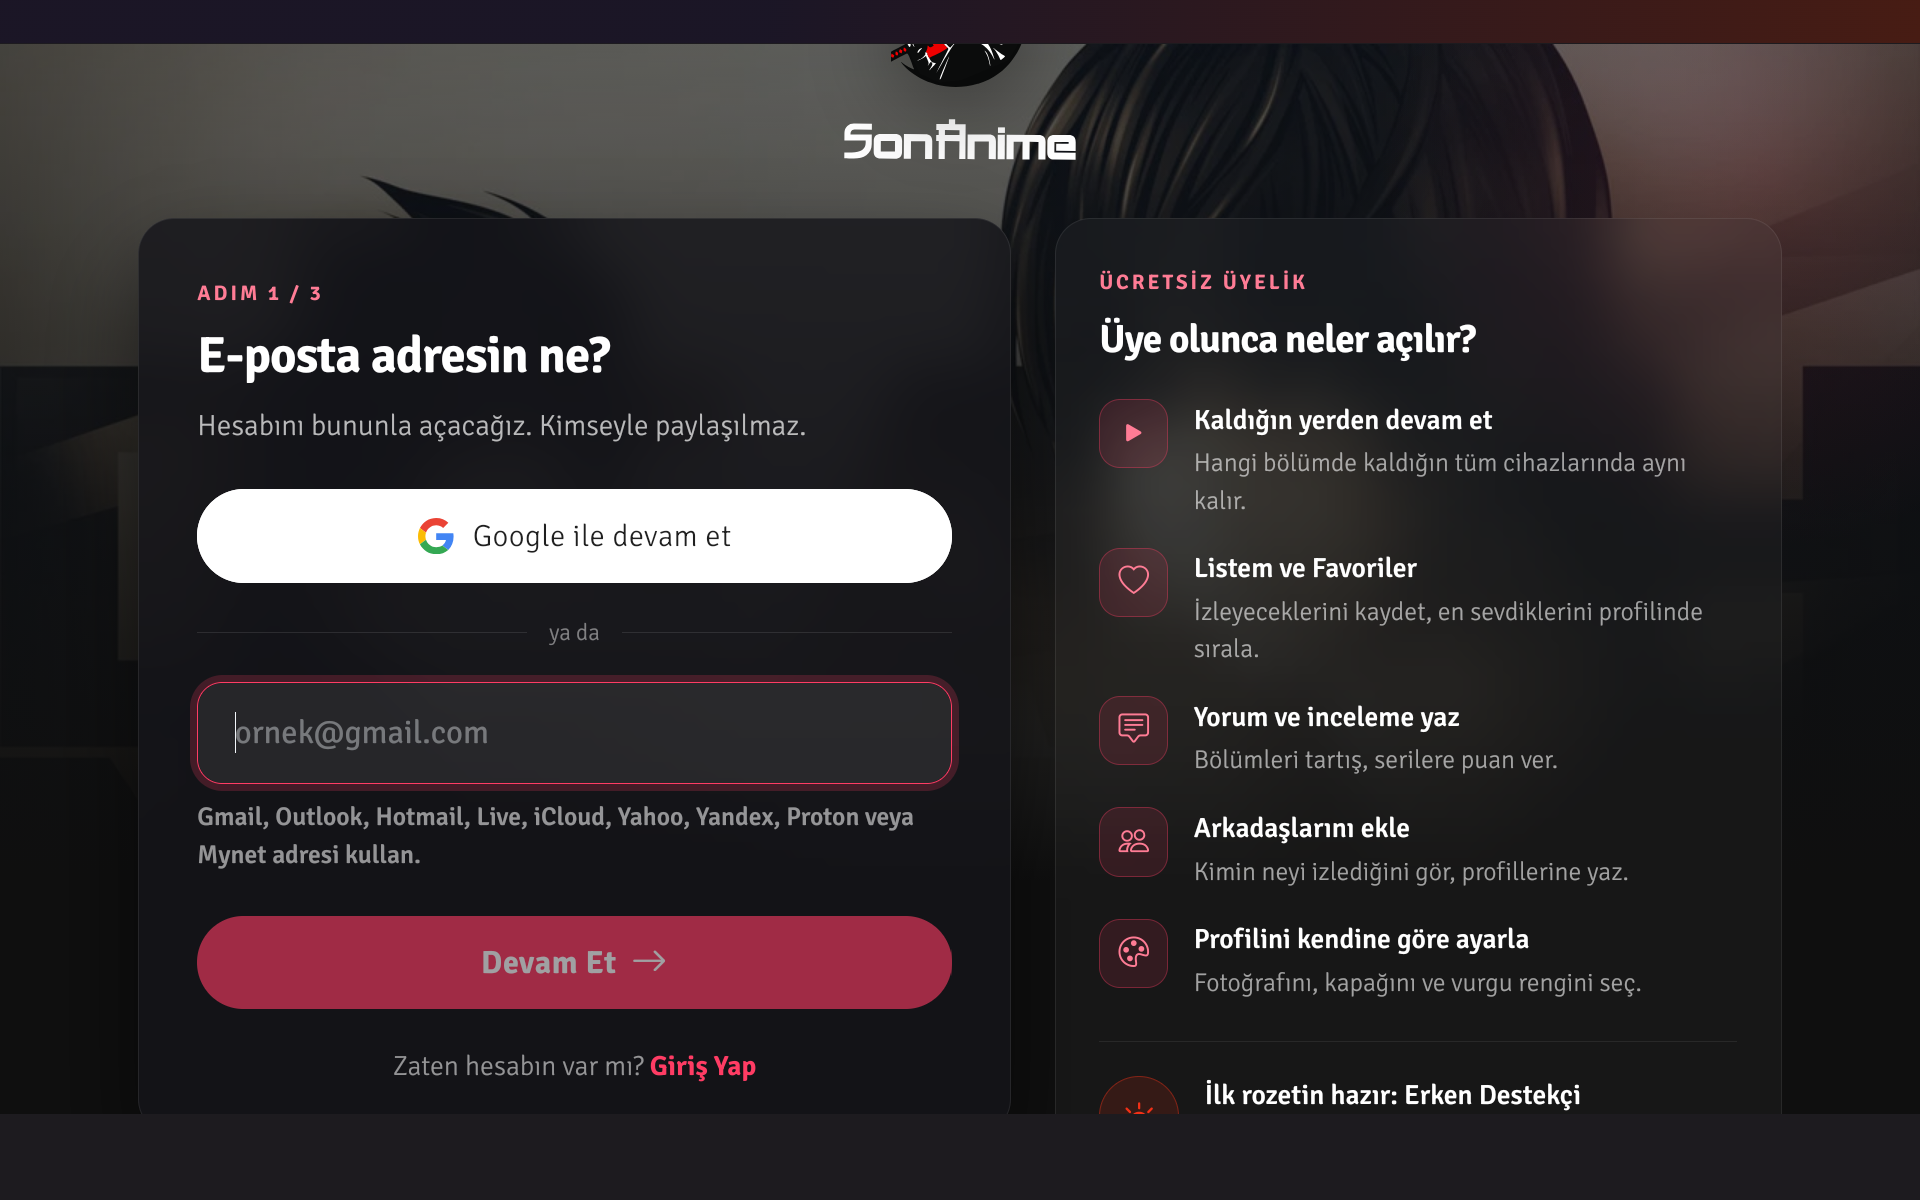 SonAnime
ADIM 1 / 3
E-posta adresin ne?
Hesabını bununla açacağız. Kimseyle paylaşılmaz.
Google ile devam et
ya da
ornek@gmail.com
Gmail, Outlook, Hotmail, Live, iCloud, Yahoo, Yandex, Proton veya
Mynet adresi kullan.
Devam Et
Zaten hesabın var mı? Giriş Yap
ÜCRETSİZ ÜYELİK
Üye olunca neler açılır?
Kaldığın yerden devam et
Hangi bölümde kaldığın tüm cihazlarında aynı
kalır.
Listem ve Favoriler
İzleyeceklerini kaydet, en sevdiklerini profilinde
sırala.
Yorum ve inceleme yaz
Bölümleri tartış, serilere puan ver.
Arkadaşlarını ekle
Kimin neyi izlediğini gör, profillerine yaz.
Profilini kendine göre ayarla
Fotoğrafını, kapağını ve vurgu rengini seç.
İlk rozetin hazır: Erken Destekçi